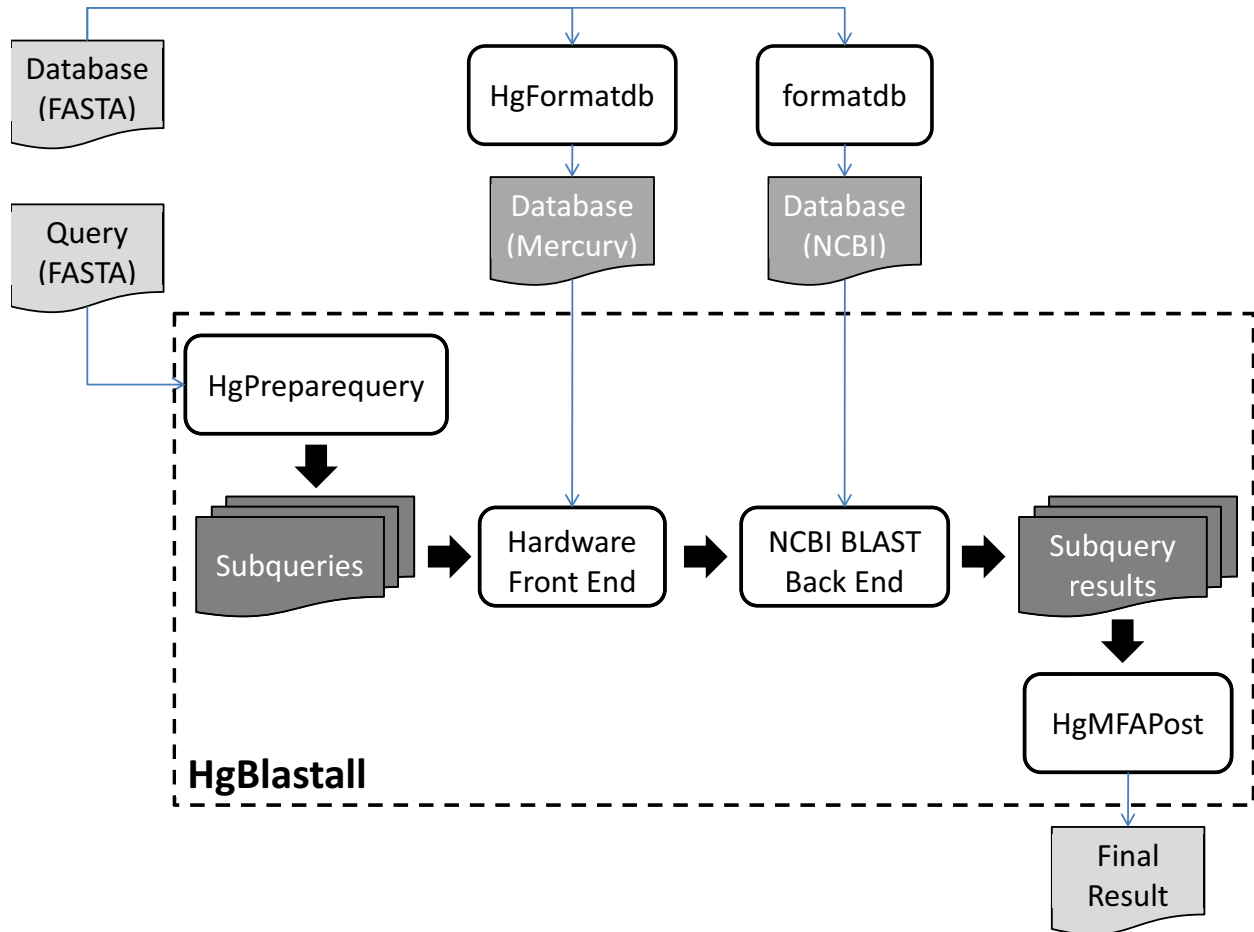 Database
(FASTA)
HgFormatdb
formatdb
Database
(Mercury)
Database
(NCBI)
Query
(FASTA)
HgPreparequery
Subqueries
Hardware
Front End
NCBI BLAST
Back End
Subquery
results
HgMFAPost
HgBlastall
Final
Result